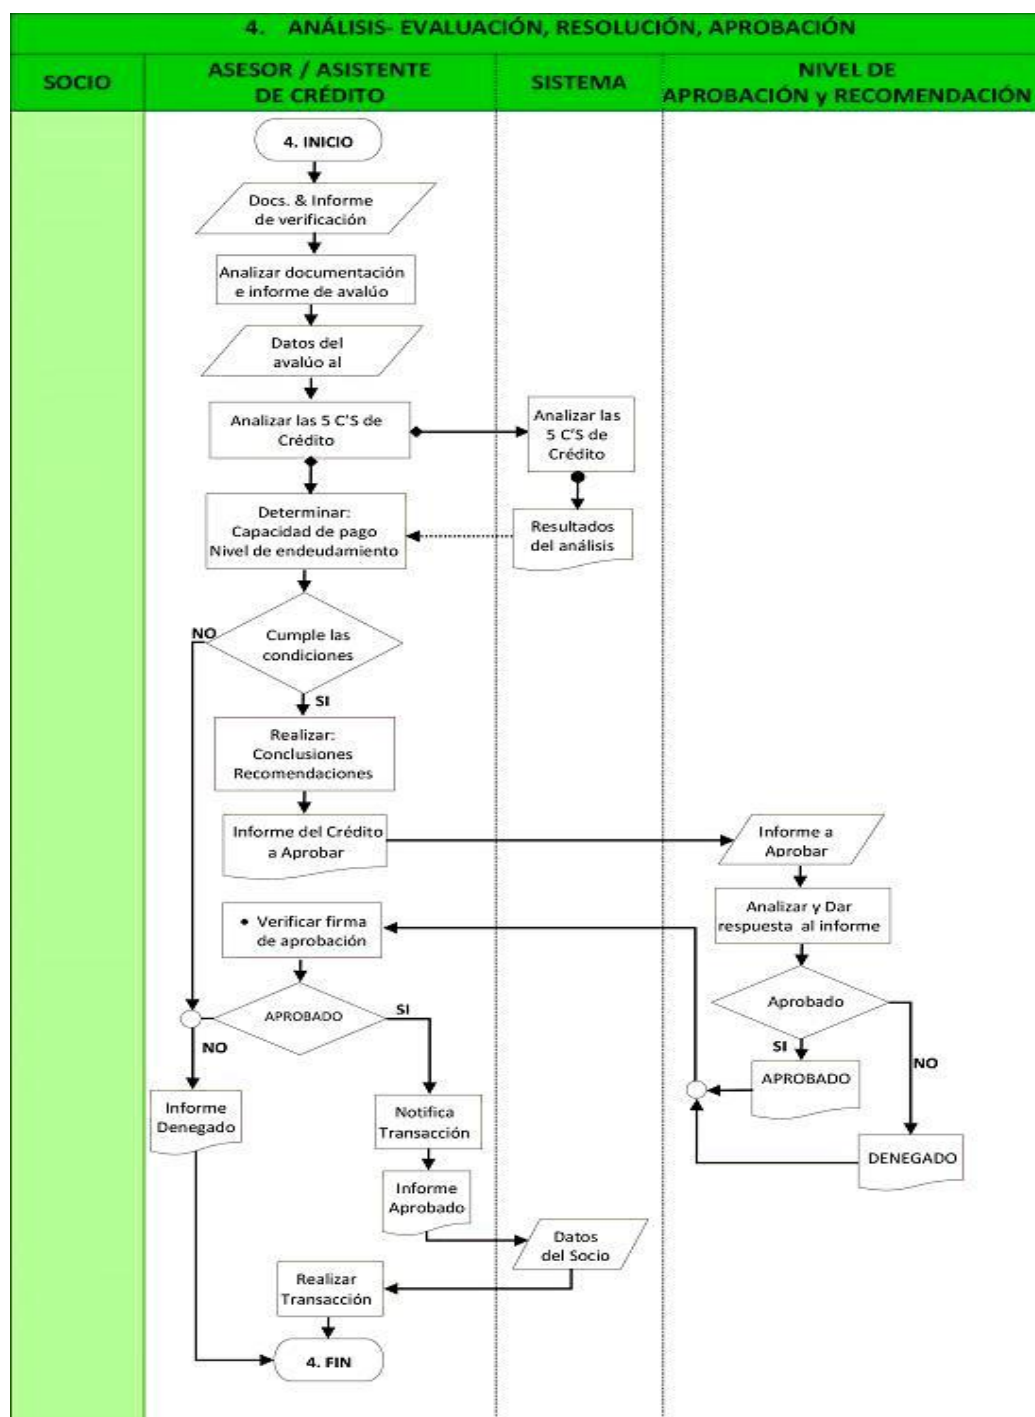 4. ANÁLISIS- EVALUACIÓN, RESOLUCIÓN, APROBACIÓN
SOCIO
ASESOR / ASISTENTE
DE CRÉDITO
SISTEMA
NIVEL DE
APROBACIÓN y RECOMENDACIÓN
4. INICIO
Docs. & Informe
de verificación
Analizar documentación
e informe de avalúo
Datos del
avalúo al
Analizar las 5 C'S de
Crédito
Analizar las
5 C'S de
Crédito
Determinar:
Capacidad de pago
Nivel de endeudamiento
Resultados
del análisis
NO
Cumple las
condiciones
SI
Realizar:
Conclusiones
Recomendaciones
Informe del Crédito
a Aprobar
Informe a
Aprobar
Analizar y Dar
respuesta al informe
• Verificar firma
de aprobación
Aprobado
SI
NO
APROBADO
DENEGADO
APROBADO
SI
NO
Informe
Denegado
Notifica
Transacción
Informe
Aprobado
Datos
del Socio
Realizar
Transacción
4. FIN